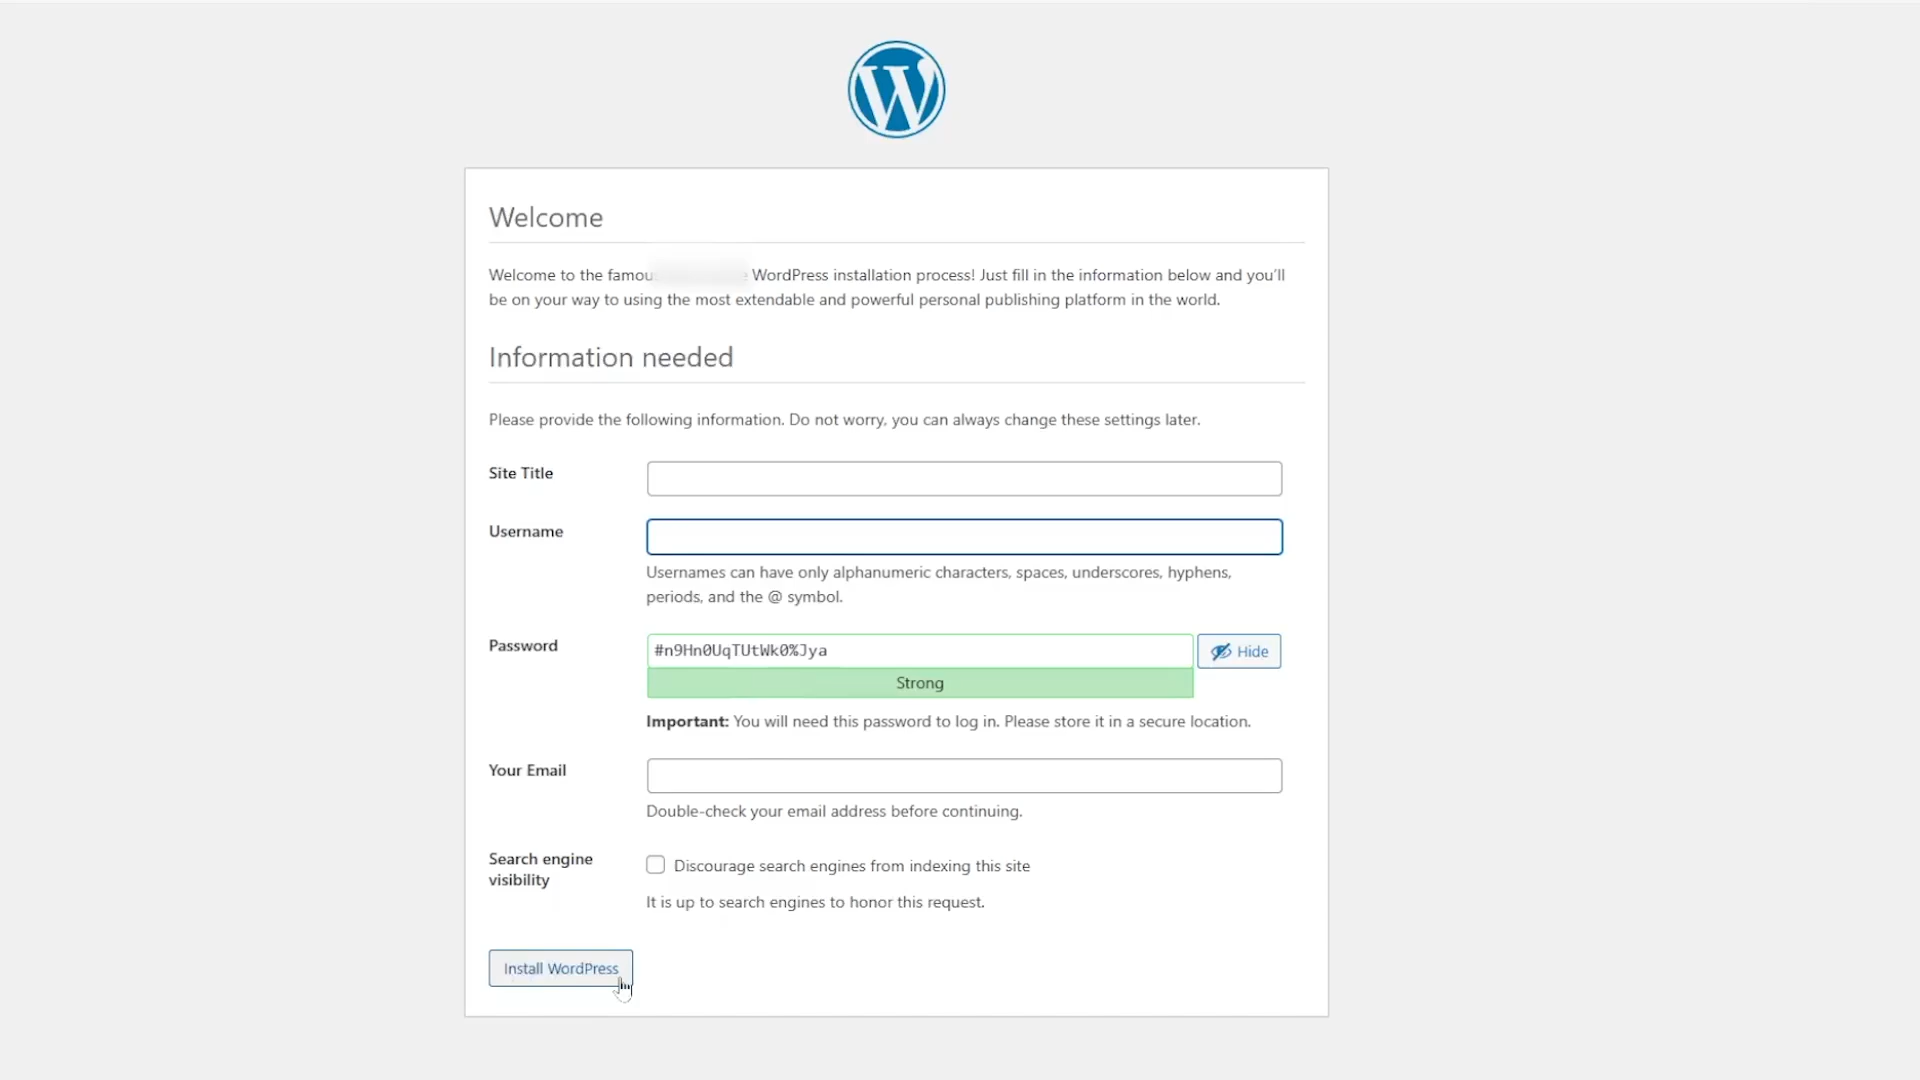 Welcome
Welcome to the famou WordPress installation process! Just fill in the information below and you’ll
be on your way to using the most extendable and powerful personal publishing platform in the world.
Information needed
Please provide the following information. Do not worry, you can always change these settings later.
Site Title
Username
Usernames can have only alphanumeric characters, spaces, underscores, hyphens,
periods, and the @ symbol.
Password
#n9Hn0UqTUtWk0%Jya
Hide
Strong
Important: You will need this password to log in. Please store it in a secure location.
Your Email
Double-check your email address before continuing.
Search engine
visibility
Discourage search engines from indexing this site
It is up to search engines to honor this request.
Install WordPress